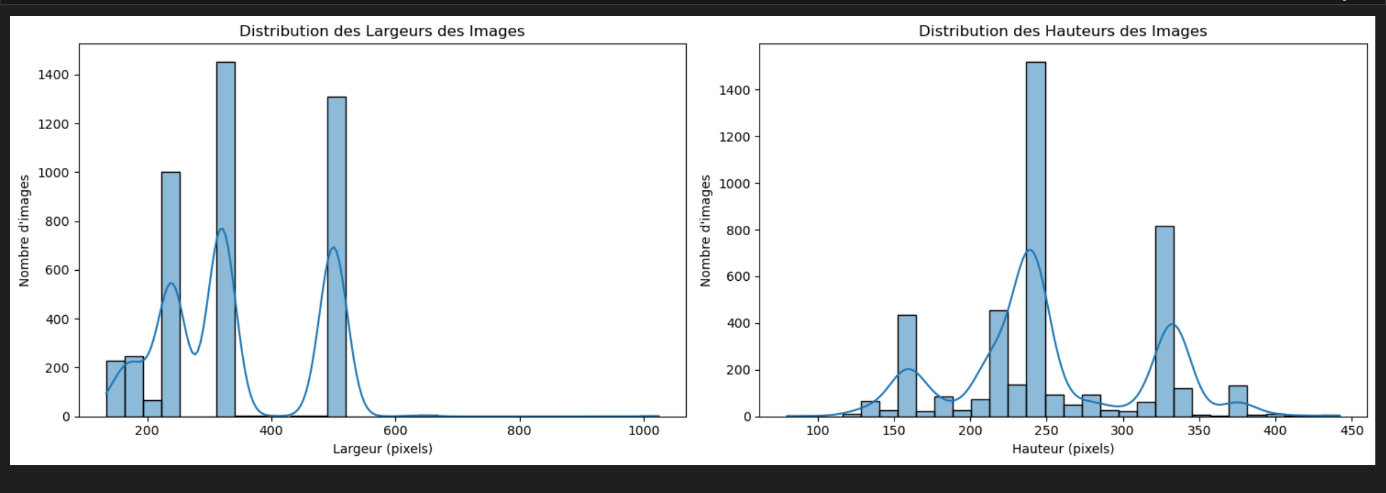 Distribution des Largeurs des Images
Nombre d'images
1400
1200
1000
800
600
400
200
0
200 400 600 800 1000
Largeur (pixels)
Distribution des Hauteurs des Images
Nombre d'images
1400
1200
1000
800
600
400
200
0
100 150 200 250 300 350 400 450
Hauteur (pixels)